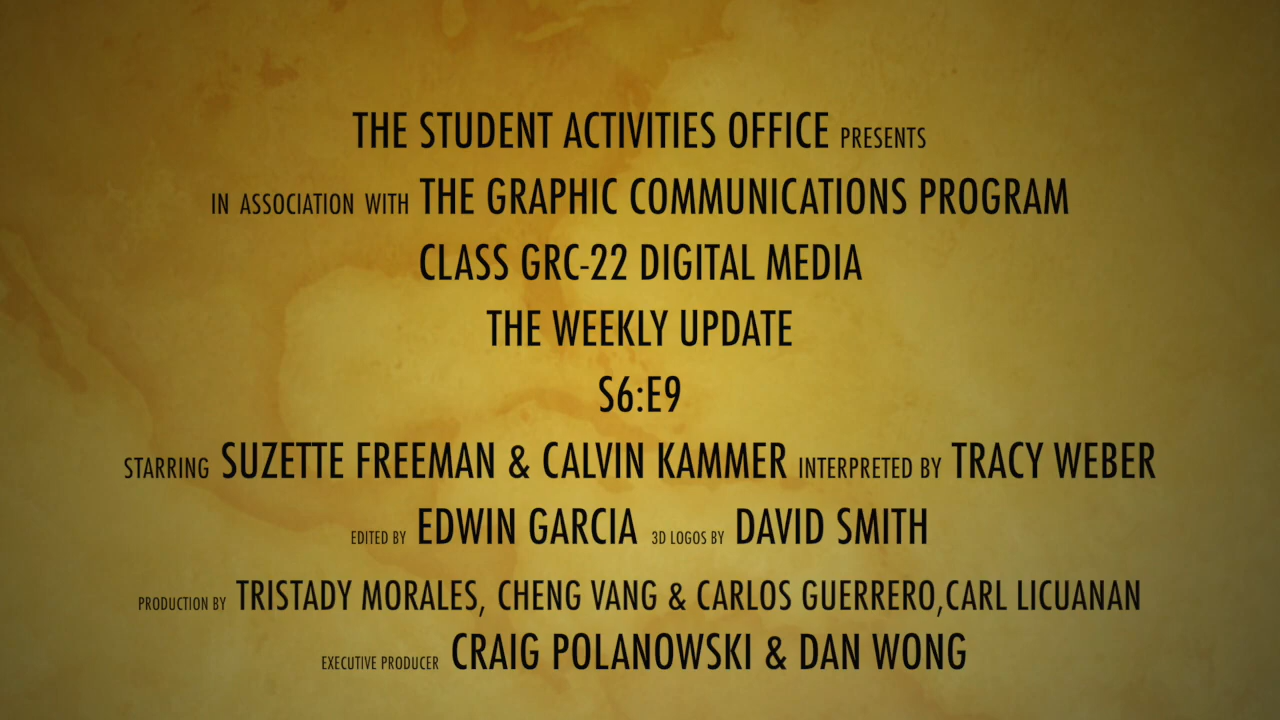 THE STUDENT ACTIVITIES OFFICE PRESENTS
IN ASSOCIATION WITH THE GRAPHIC COMMUNICATIONS PROGRAM
CLASS GRC-22 DIGITAL MEDIA
THE WEEKLY UPDATE
S6:E9
STARRING SUZETTE FREEMAN & CALVIN KAMMER INTERPRETED BY TRACY WEBER
EDITED BY EDWIN GARCIA 3D LOGOS BY DAVID SMITH
PRODUCTION BY TRISTADY MORALES, CHENG VANG & CARLOS GUERRERO,CARL LICUANAN
EXECUTIVE PRODUCER CRAIG POLANOWSKI & DAN WONG